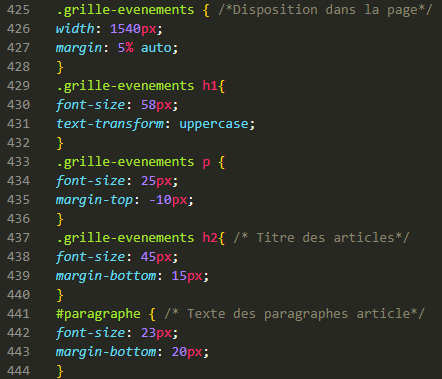 425 .grille-evenements { /*Disposition dans la page*/
426 width: 1540px;
427 margin: 5% auto;
428 }
429 .grille-evenements h1{
430 font-size: 58px;
431 text-transform: uppercase;
432 }
433 .grille-evenements p {
434 font-size: 25px;
435 margin-top: -10px;
436 }
437 .grille-evenements h2{ /* Titre des articles*/
438 font-size: 45px;
439 margin-bottom: 15px;
440 }
441 #paragraphe { /* Texte des paragraphes article*/
442 font-size: 23px;
443 margin-bottom: 20px;
444 }